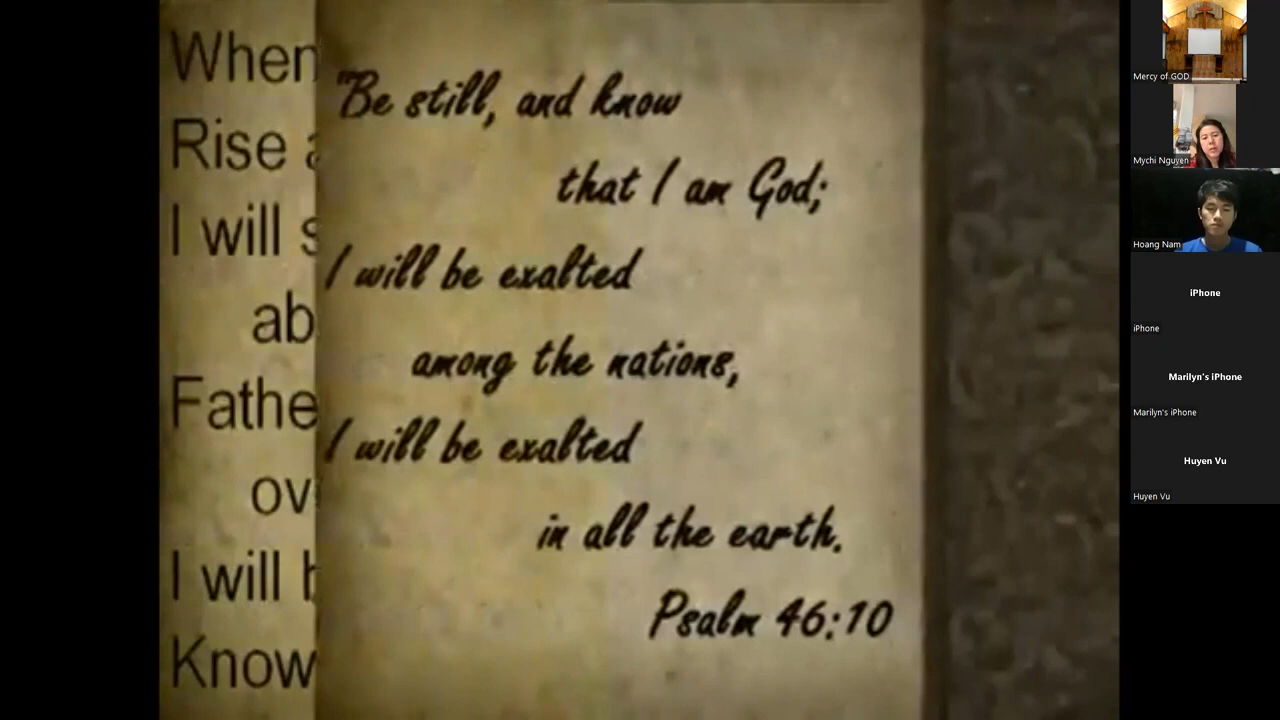 When
Rise a
I will s
ab
Fathe
ov
I will b
Know
"Be still, and know
that I am God;
I will be exalted
among the nations,
I will be exalted
in all the earth.
Psalm 46:10
Mercy of GOD
Mychi Nguyen
Hoang Nam
iPhone
iPhone
Marilyn's iPhone
Marilyn's iPhone
Huyen Vu
Huyen Vu